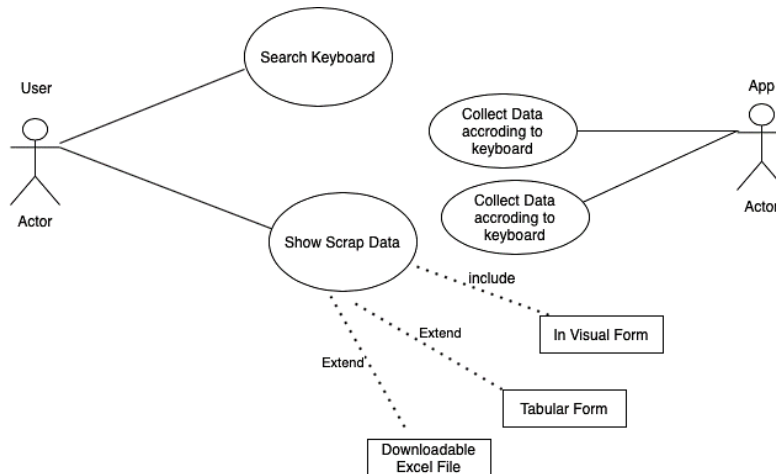 Search Keyboard
User
App
Collect Data
accroding to
keyboard
Actor
Collect Data
accroding to
keyboard
Actor
Show Scrap Data
include
In Visual Form
Extend
Extend
Tabular Form
Downloadable
Excel File